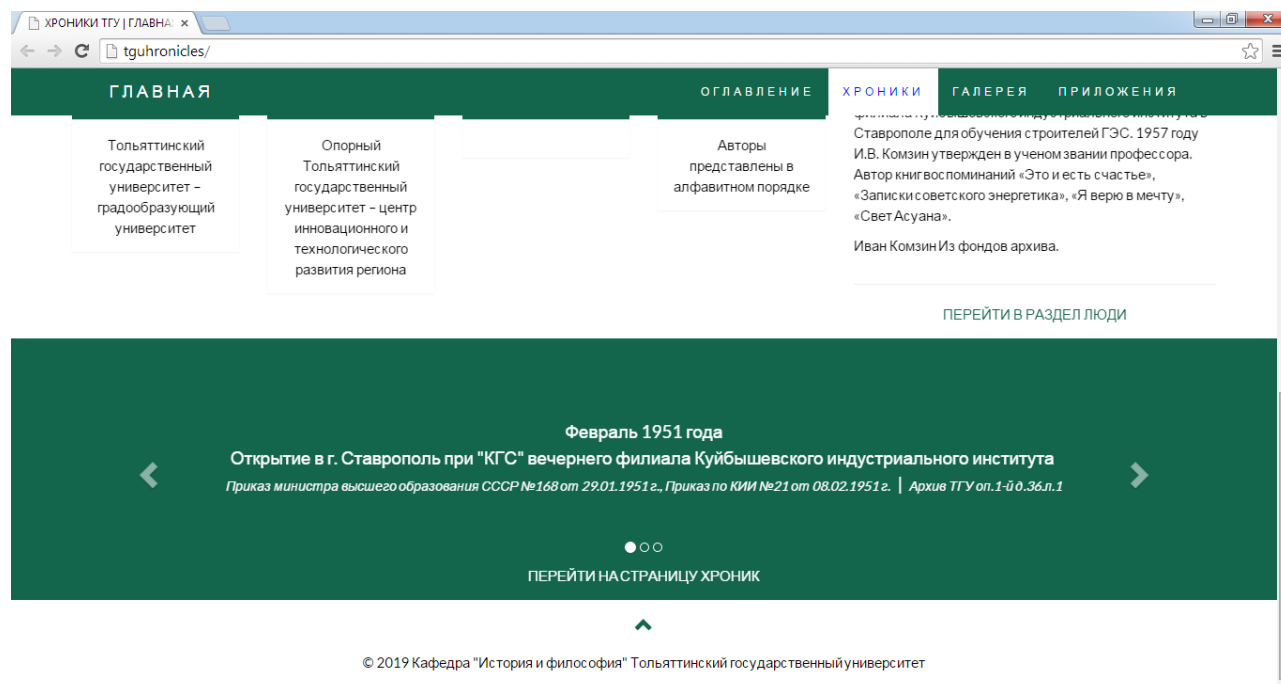 ХРОНИКИ ТГУ | ГЛАВНА
tguhronicles/
ГЛАВНАЯ
ОГЛАВЛЕНИЕ
ХРОНИКИ
ГАЛЕРЕЯ
ПРИЛОЖЕНИЯ
Тольяттинский
государственный
университет –
градообразующий
университет
Опорный
Тольяттинский
государственный
университет – центр
инновационного и
технологического
развития региона
Авторы
представлены в
алфавитном порядке
филиала Куйбышевского индустриального института в
Ставрополе для обучения строителей ГЭС. 1957 году
И.В. Комзин утвержден в ученом звании профессора.
Автор книг воспоминаний «Это и есть счастье»,
«Записки советского энергетика», «Я верю в мечту»,
«Свет Асуана».
Иван Комзин Из фондов архива.
ПЕРЕЙТИ В РАЗДЕЛ ЛЮДИ
Февраль 1951 года
Открытие в г. Ставрополь при "КГС" вечернего филиала Куйбышевского индустриального института
Приказ министра высшего образования СССР №168 от 29.01.1951 г., Приказ по КИИ №21 от 08.02.1951 г. | Архив ТГУ оп.1-й д.36.л.1
ПЕРЕЙТИ НА СТРАНИЦУ ХРОНИК
© 2019 Кафедра "История и философия" Тольяттинский государственный университет